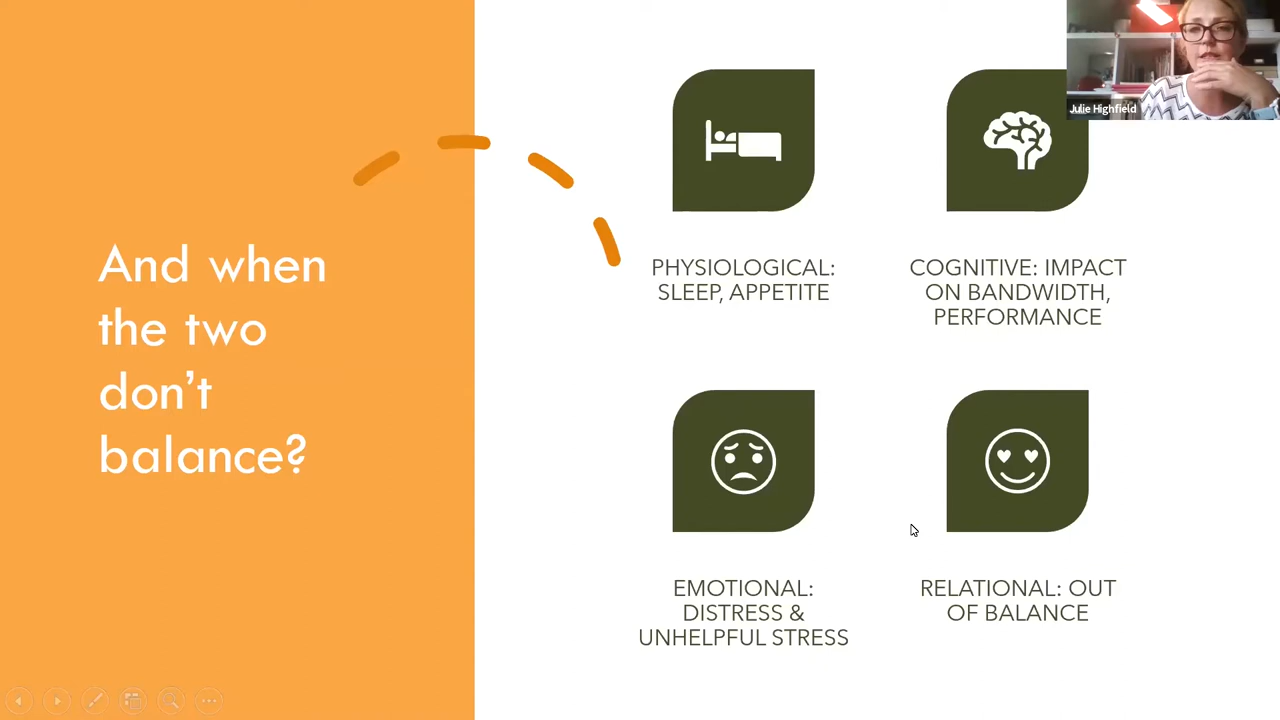 And when
the two
don't
balance?
PHYSIOLOGICAL:
SLEEP, APPETITE
COGNITIVE: IMPACT
ON BANDWIDTH,
PERFORMANCE
EMOTIONAL:
DISTRESS &
UNHELPFUL STRESS
RELATIONAL: OUT
OF BALANCE
Julie Highfield